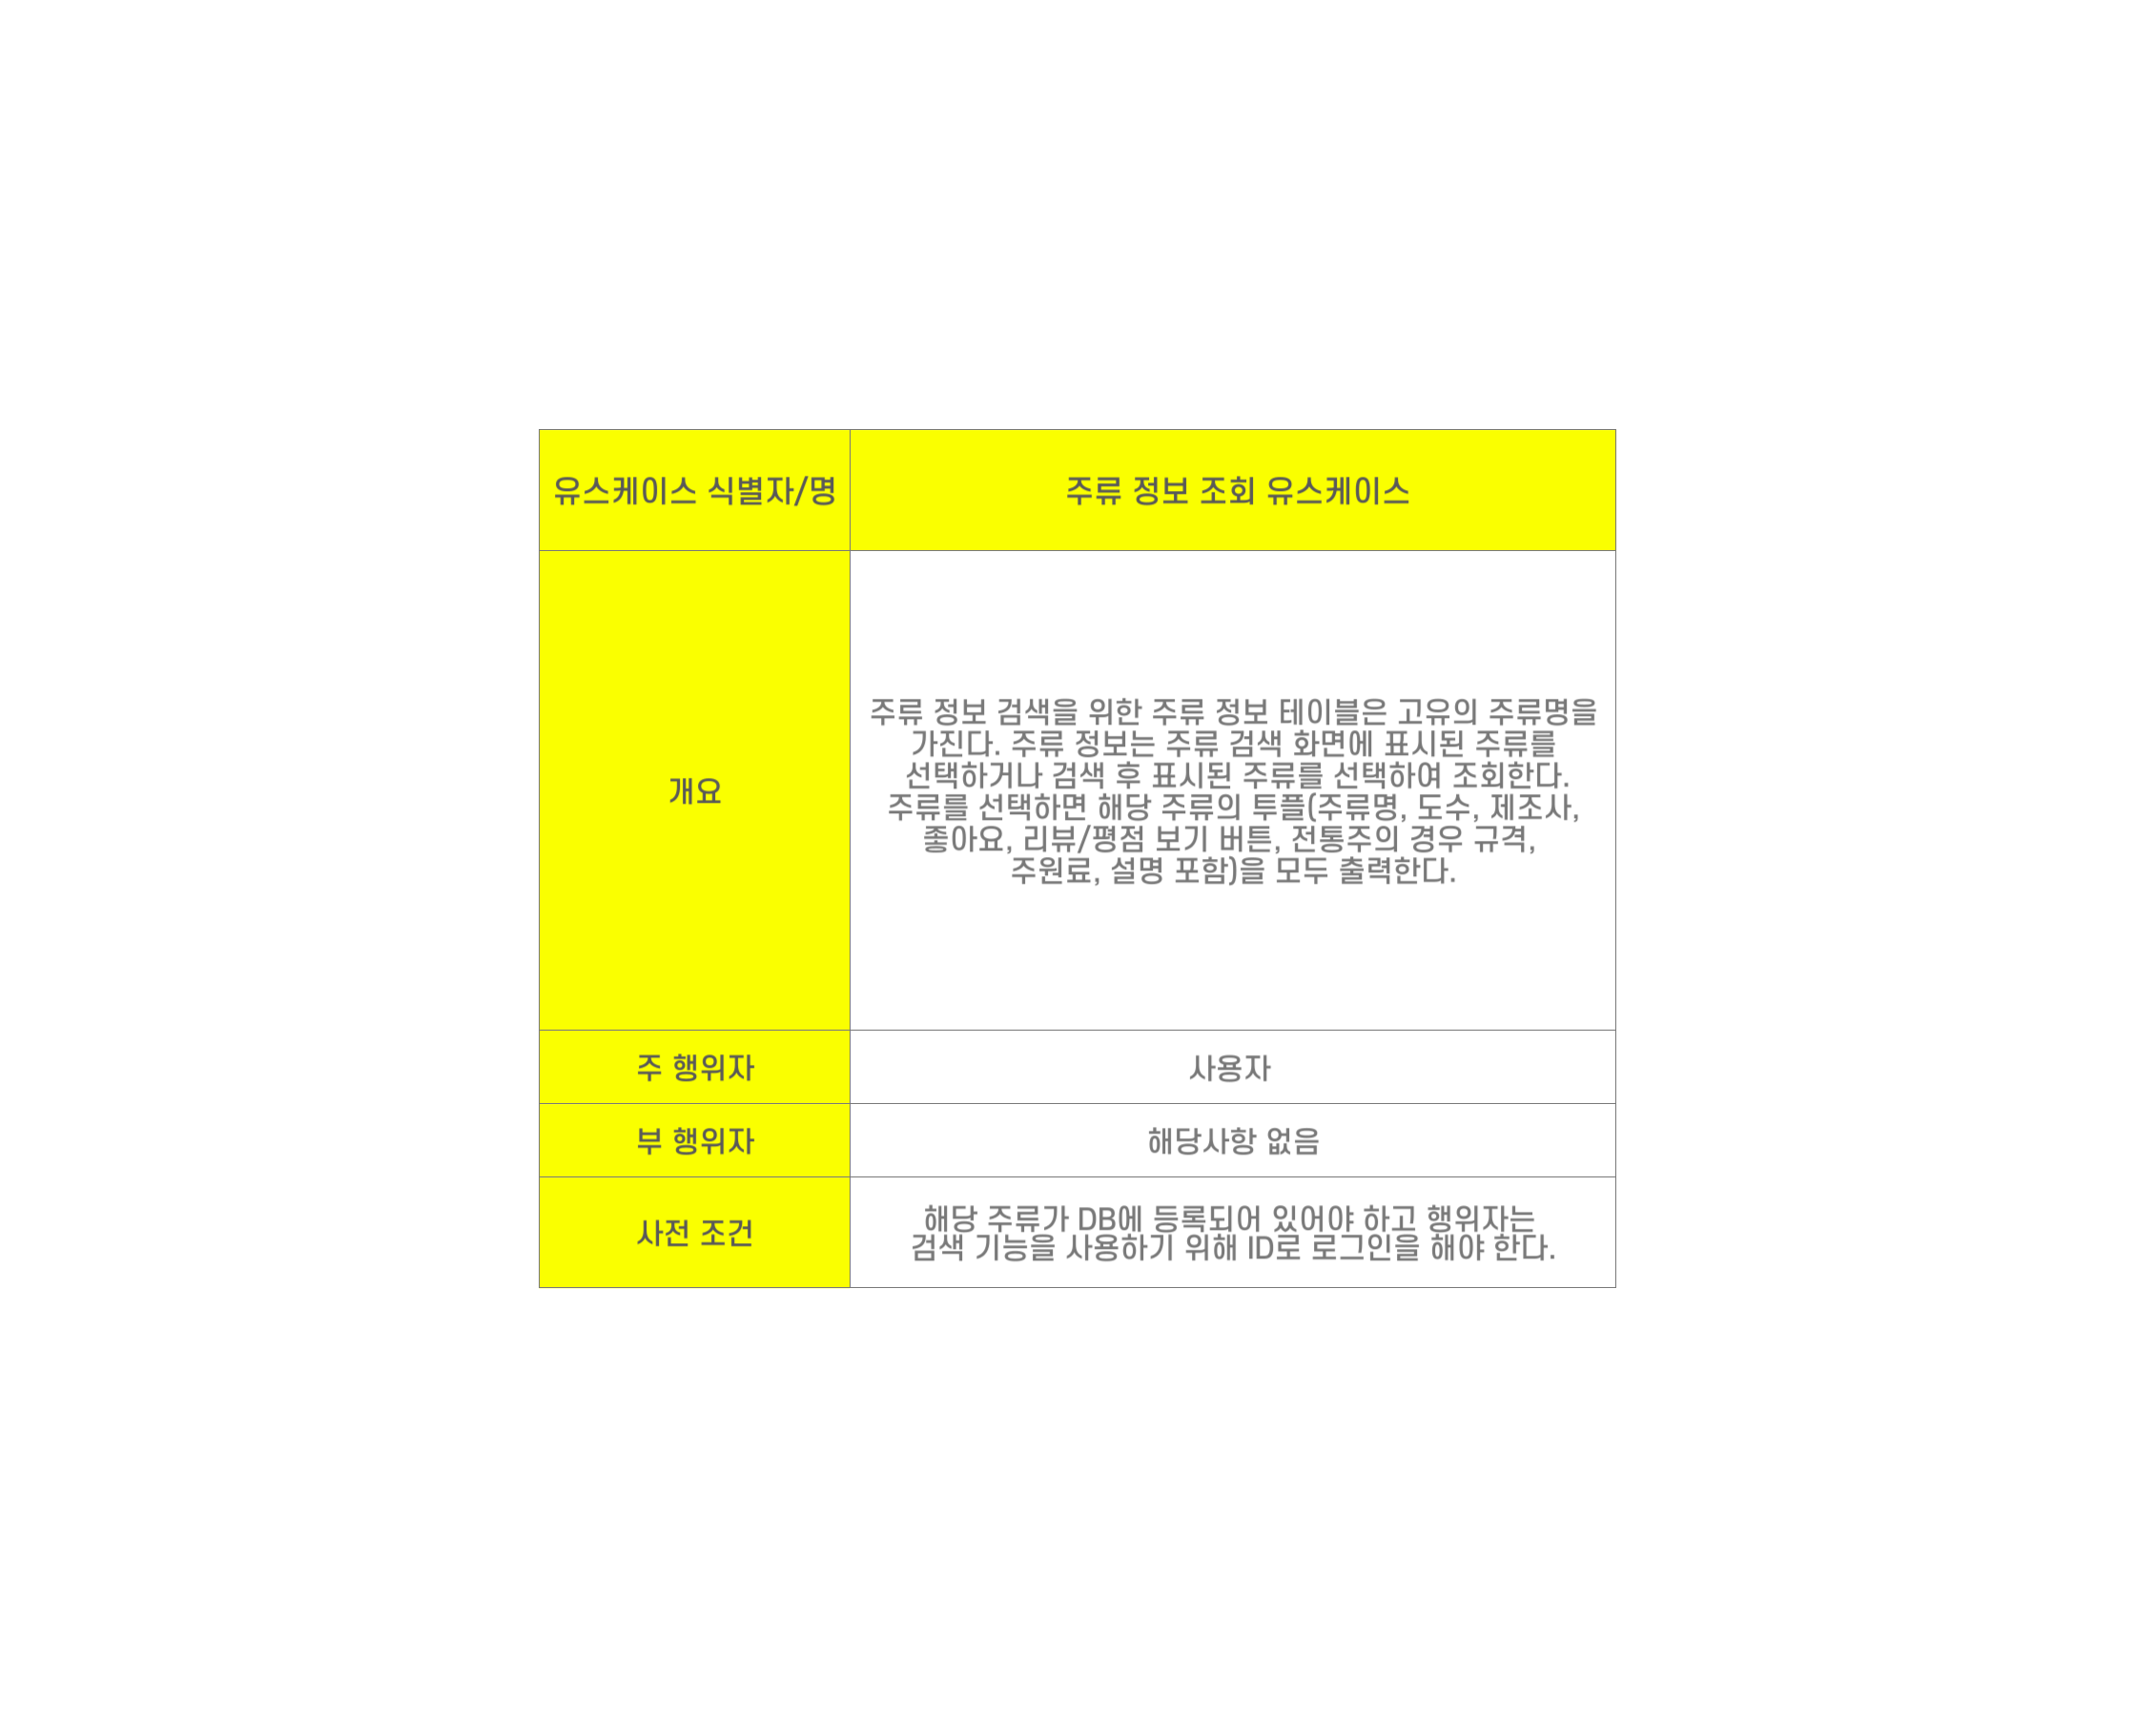 유스케이스 식별자/명
주류 정보 조회 유스케이스
개요
주류 정보 검색을 위한 주류 정보 테이블은 고유의 주류명을
가진다. 주류 정보는 주류 검색 화면에 표시된 주류를
선택하거나 검색 후 표시된 주류를 선택하여 조회한다.
주류를 선택하면 해당 주류의 튜플(주류명, 도수, 제조사,
좋아요, 리뷰/평점 보기 버튼, 전통주의 경우 규격,
주원료, 설명 포함)을 모두 출력한다.
주 행위자
사용자
부 행위자
해당사항 없음
사전 조건
해당 주류가 DB에 등록되어 있어야 하고 행위자는
검색 기능을 사용하기 위해 ID로 로그인을 해야 한다.